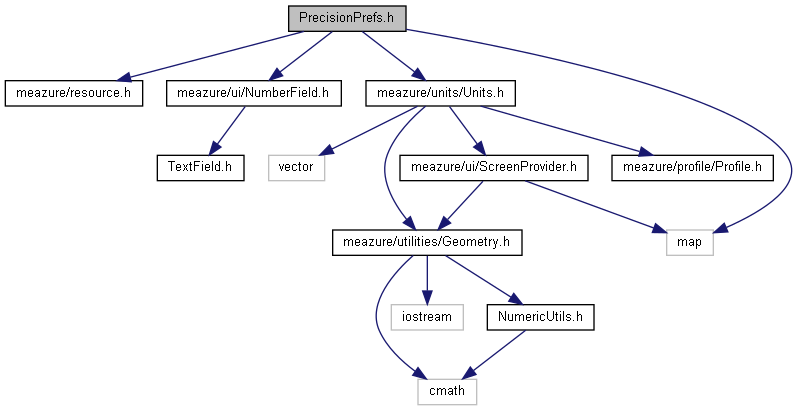 PrecisionPrefs.h
meazure/resource.h
meazure/ui/NumberField.h
meazure/units/Units.h
TextField.h
vector
meazure/ui/ScreenProvider.h
meazure/profile/Profile.h
meazure/utilities/Geometry.h
map
iostream
NumericUtils.h
cmath